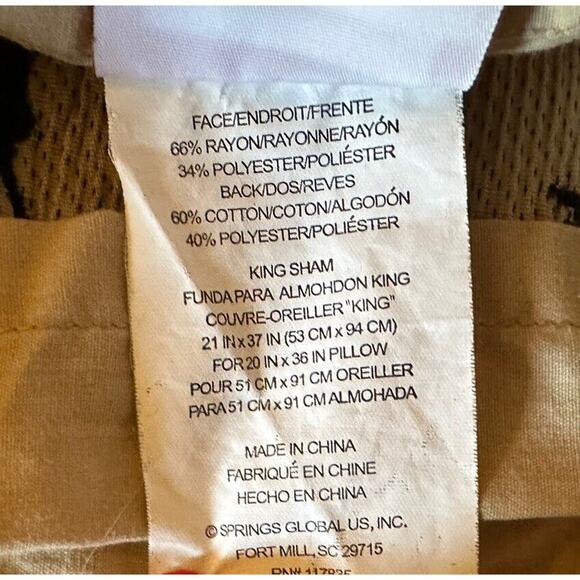 FACE/ENDROIT/FRENTE
66% RAYON/RAYONNE/RAYÓN
34% POLYESTER/POLIÉSTER
BACK/DOS/REVES
60% COTTON/COTON/ALGODÓN
40% POLYESTER/POLIÉSTER
KING SHAM
FUNDA PARA ALMOHDON KING
COUVRE-OREILLER "KING"
21 IN x 37 IN (53 CM x 94 CM)
FOR 20 IN x 36 IN PILLOW
POUR 51 CM x 91 CM OREILLER
PARA 51 CM x 91 CM ALMOHADA
MADE IN CHINA
FABRIQUÉ EN CHINE
HECHO EN CHINA
© SPRINGS GLOBAL US, INC.
FORT MILL, SC 29715
RN# 117835